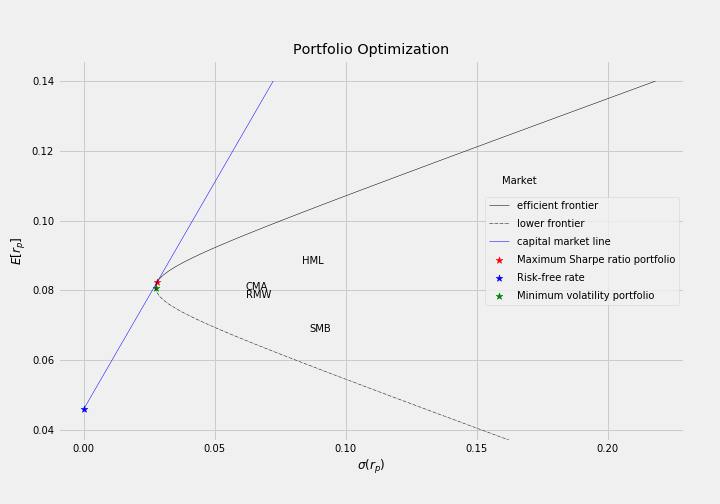 Portfolio Optimization
E[r_p]
0.14
0.12
0.10
0.08
0.06
0.04
Market
efficient frontier
lower frontier
capital market line
Maximum Sharpe ratio portfolio
Risk-free rate
Minimum volatility portfolio
HML
CMA
RMW
SMB
0.00 0.05 0.10 0.15 0.20
σ(r_p)